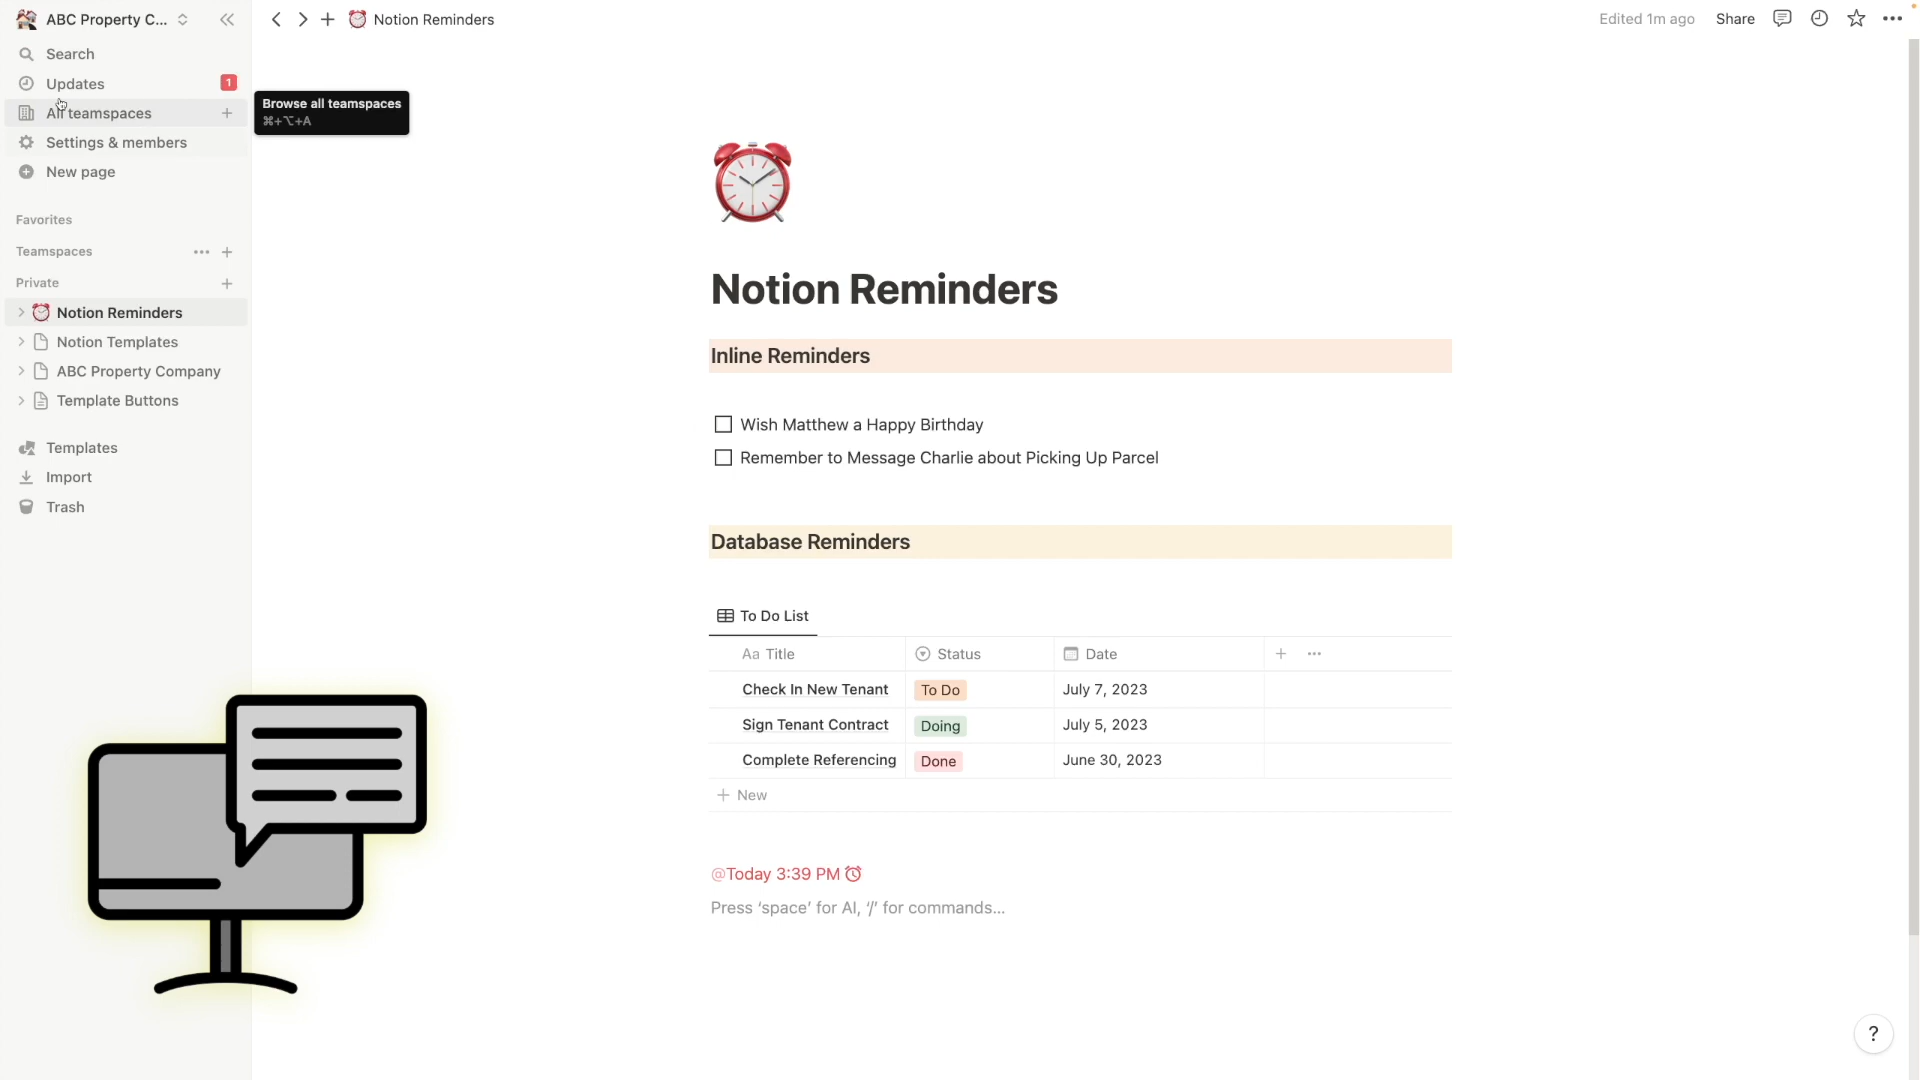 ABC Property C...
Notion Reminders
Edited 1m ago
Share
Search
Updates
1
All teamspaces
Browse all teamspaces
⌘+⌥+A
Settings & members
New page
Favorites
Teamspaces
Private
Notion Reminders
Notion Templates
ABC Property Company
Template Buttons
Templates
Import
Trash
Notion Reminders
Inline Reminders
Wish Matthew a Happy Birthday
Remember to Message Charlie about Picking Up Parcel
Database Reminders
To Do List
Aa Title Status Date
Check In New Tenant To Do July 7, 2023
Sign Tenant Contract Doing July 5, 2023
Complete Referencing Done June 30, 2023
+ New
@Today 3:39 PM
Press ‘space’ for AI, ‘/’ for commands...
?